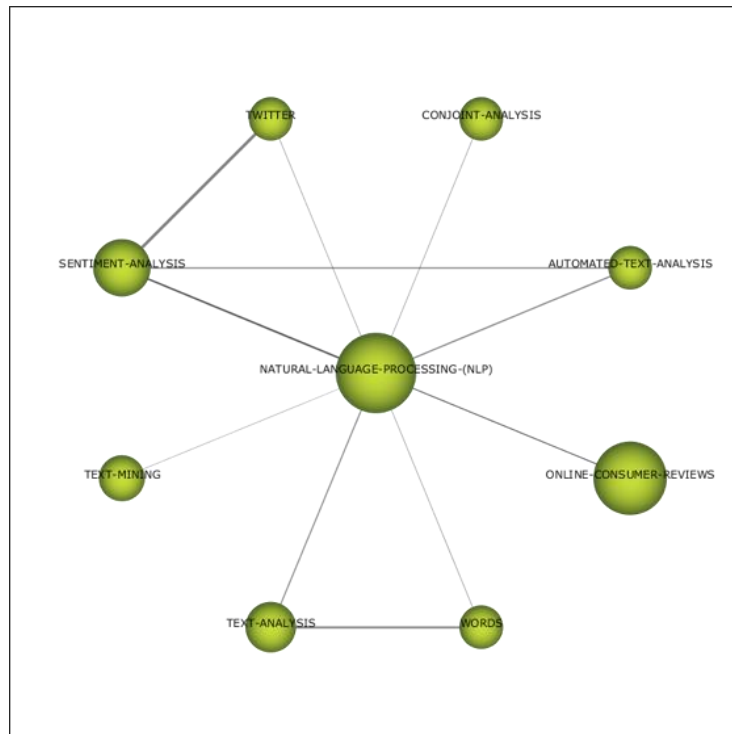 TWITTER
CONJOINT-ANALYSIS
SENTIMENT-ANALYSIS
AUTOMATED-TEXT-ANALYSIS
NATURAL-LANGUAGE-PROCESSING-(NLP)
TEXT-MINING
ONLINE-CONSUMER-REVIEWS
TEXT-ANALYSIS
WORDS